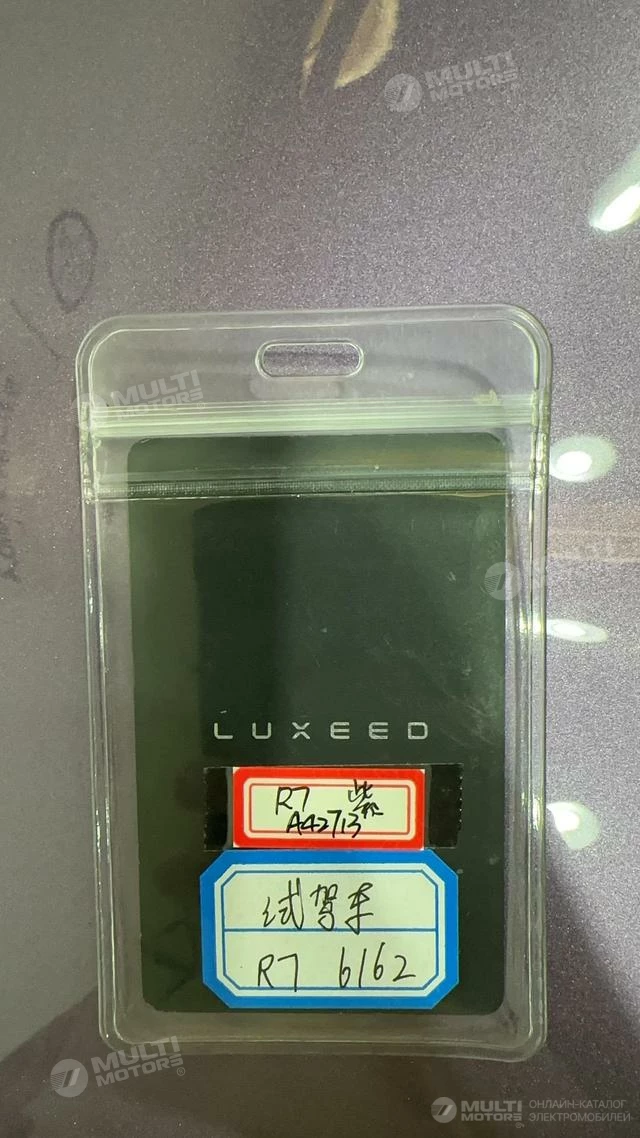 MULTI
MOTORS
MULTI
MOTORS
LUXEED
R7 紫
A42713
试驾车
R7 6162
MULTI
MOTORS®
MULTI
MOTORS®
ОНЛАЙН-КАТАЛОГ
ЭЛЕКТРОМОБИЛЕЙ